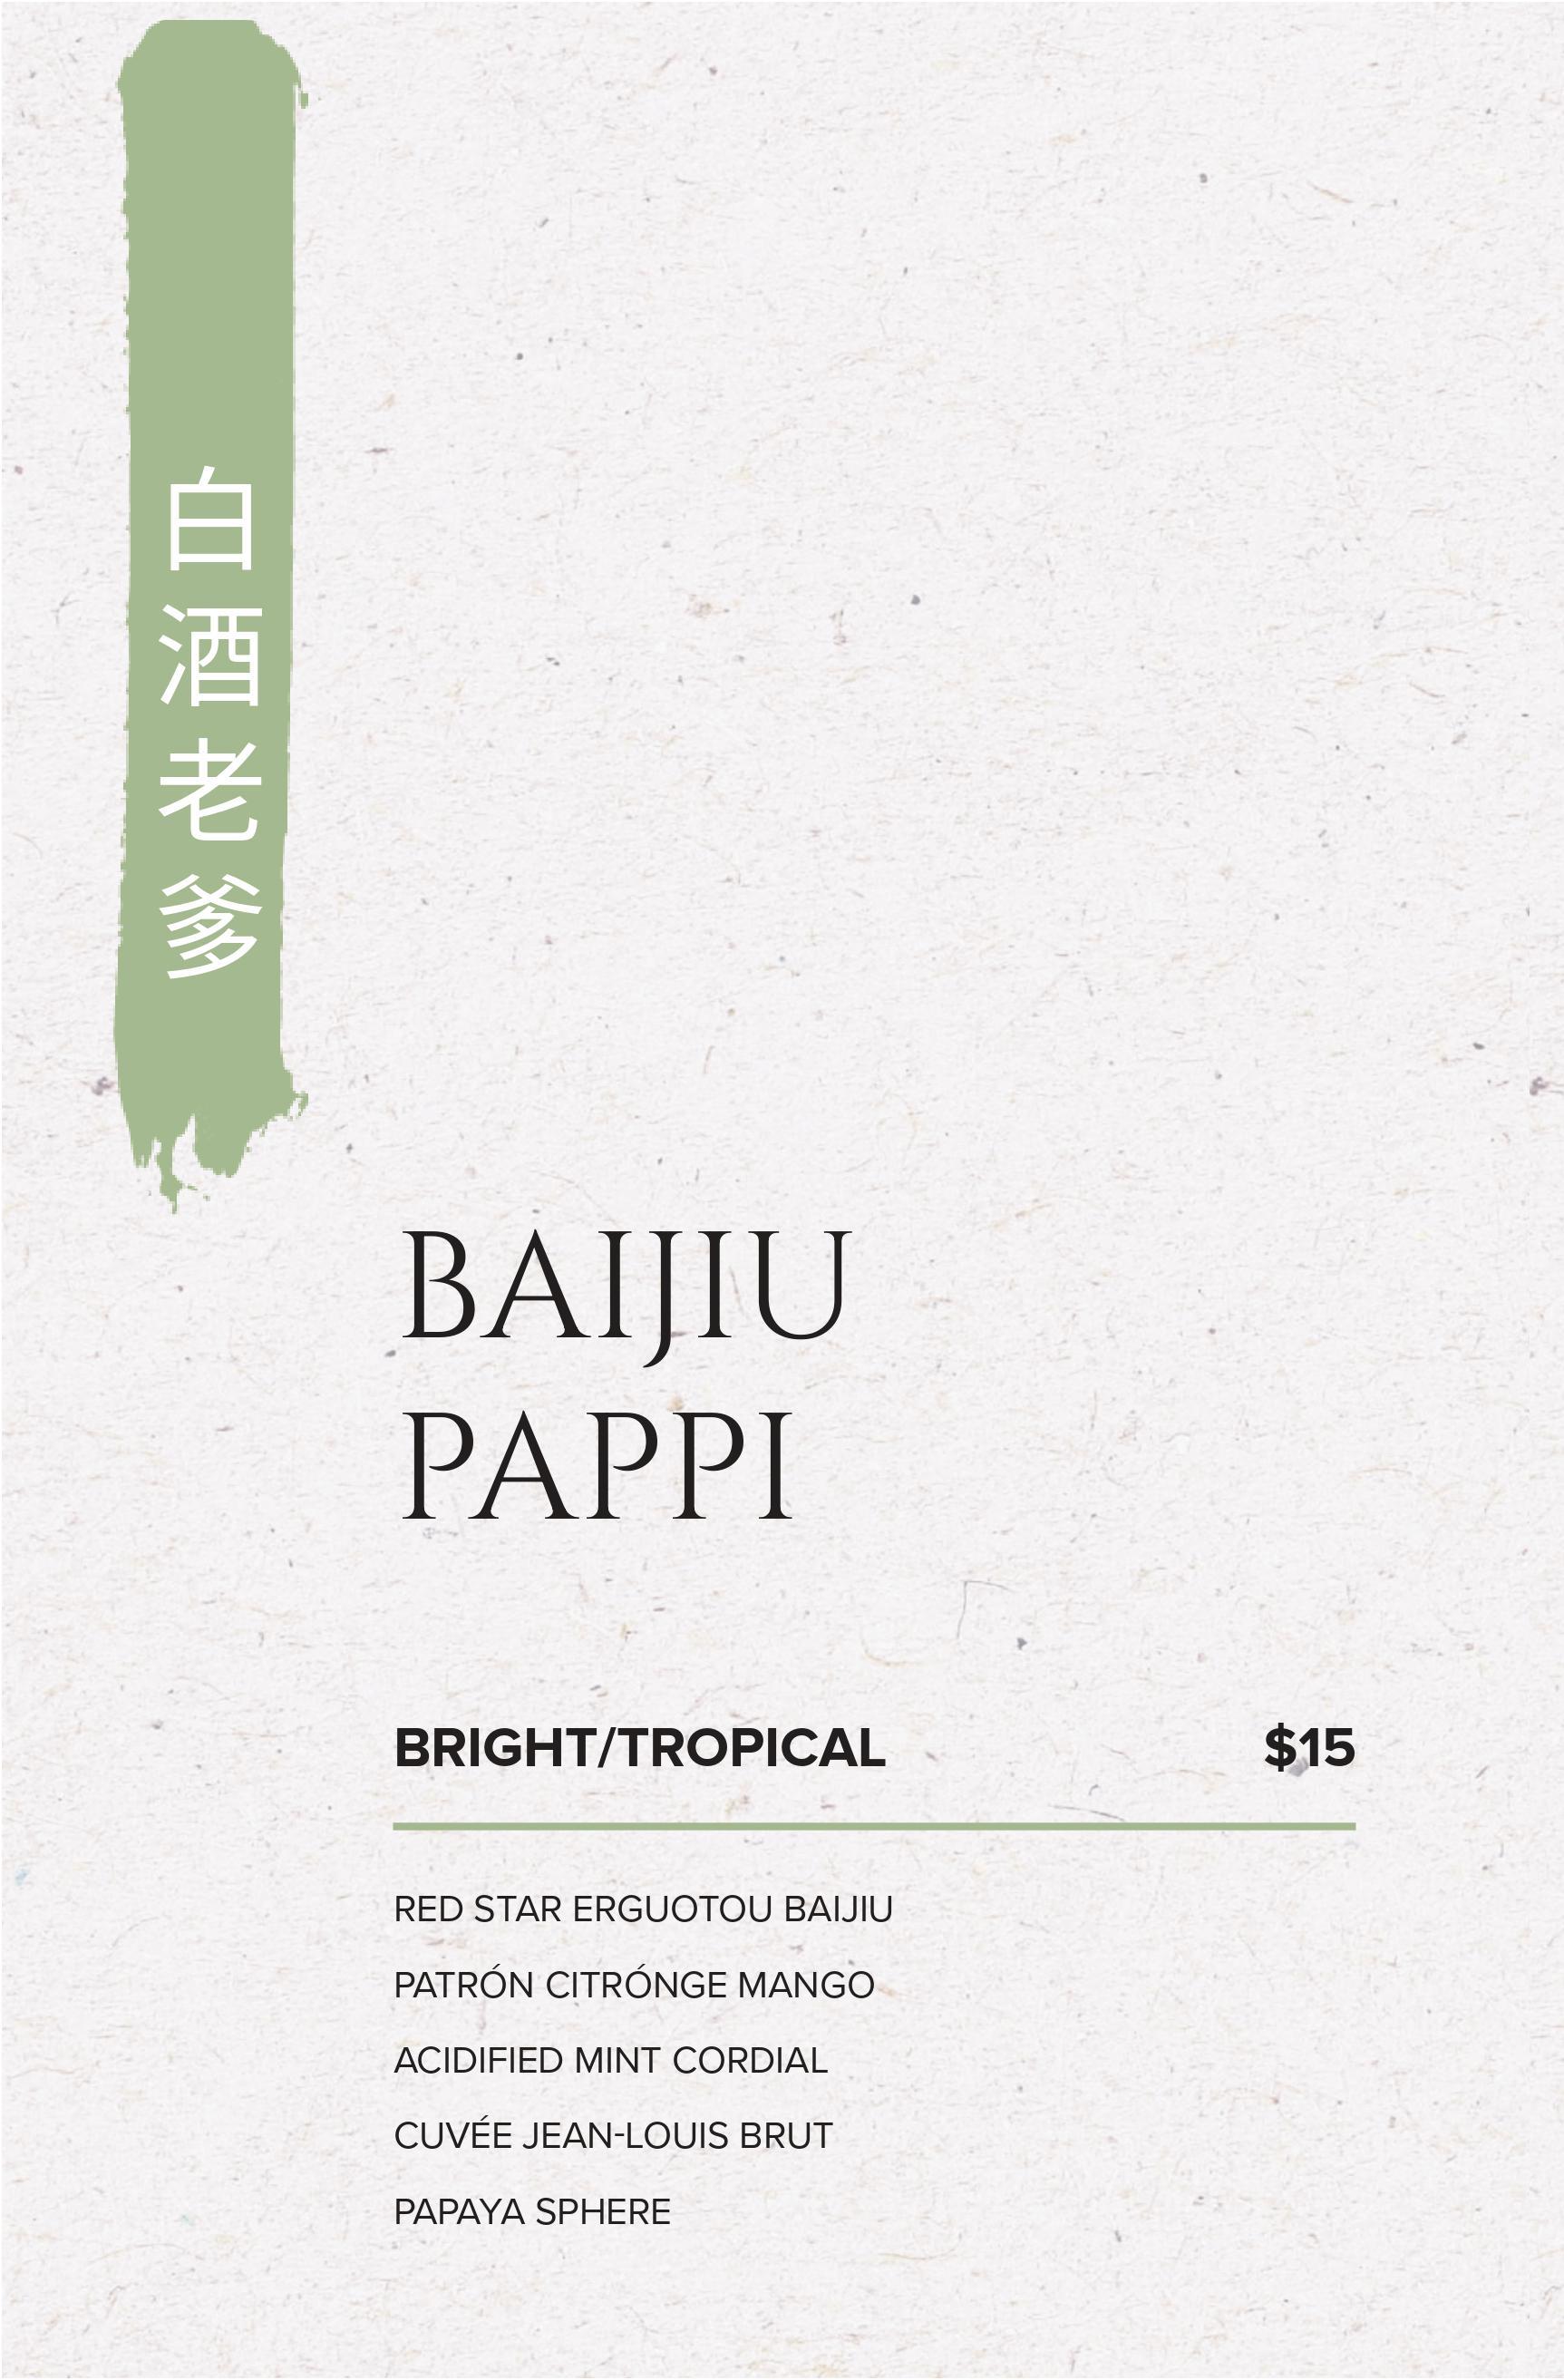 白酒老爹
BAIJIU
PAPPI
BRIGHT/TROPICAL $15
RED STAR ERGUOTOU BAIJIU
PATRÓN CITRÓNGE MANGO
ACIDIFIED MINT CORDIAL
CUVÉE JEAN-LOUIS BRUT
PAPAYA SPHERE